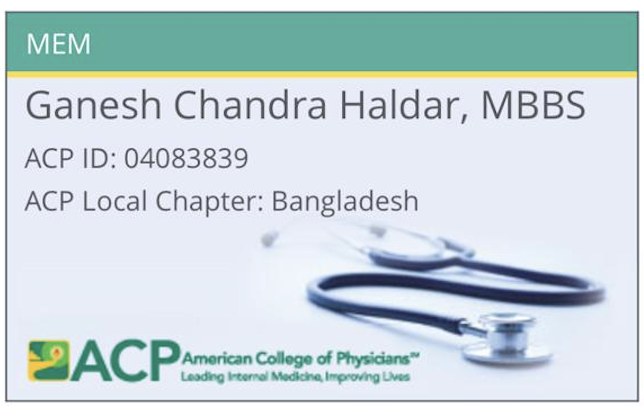 MEM
Ganesh Chandra Haldar, MBBS
ACP ID: 04083839
ACP Local Chapter: Bangladesh
ACP American College of Physicians™
Leading Internal Medicine, Improving Lives